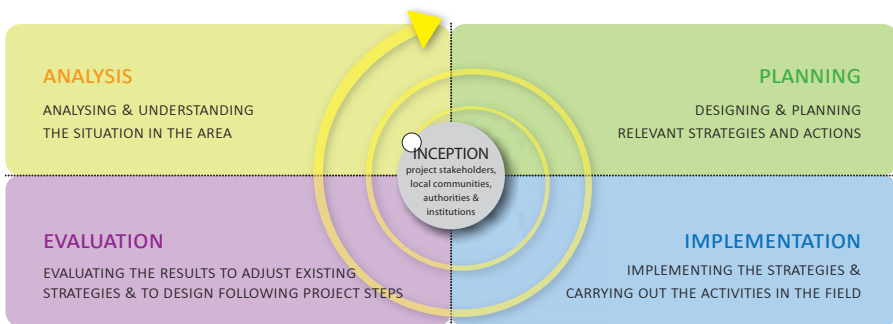 ANALYSIS
ANALYSING & UNDERSTANDING
THE SITUATION IN THE AREA
PLANNING
DESIGNING & PLANNING
RELEVANT STRATEGIES AND ACTIONS
INCEPTION
project stakeholders,
local communities,
authorities &
institutions
EVALUATION
EVALUATING THE RESULTS TO ADJUST EXISTING
STRATEGIES & TO DESIGN FOLLOWING PROJECT STEPS
IMPLEMENTATION
IMPLEMENTING THE STRATEGIES &
CARRYING OUT THE ACTIVITIES IN THE FIELD